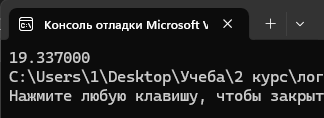 Консоль отладки Microsoft V
19.337000
C:\Users\1\Desktop\Учеба\2 курс\лог
Нажмите любую клавишу, чтобы закрыт